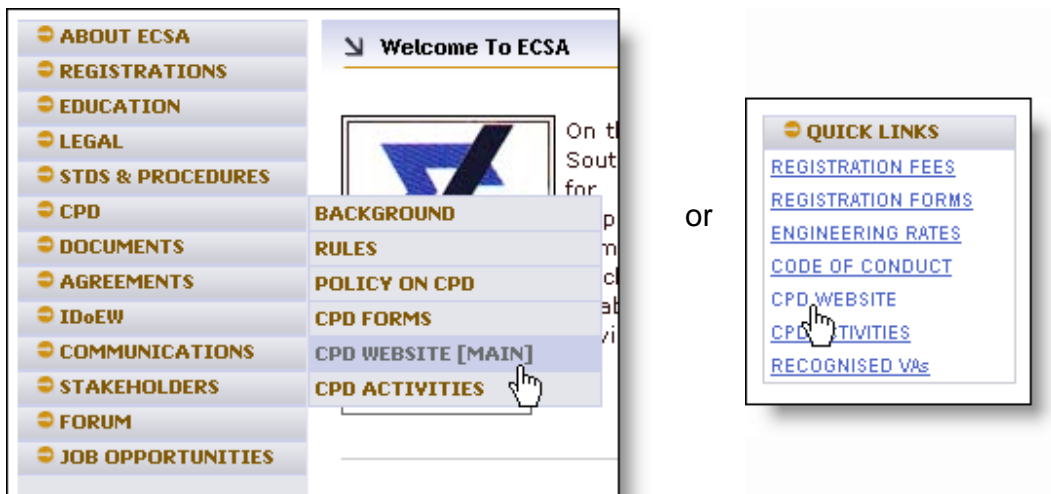 ABOUT ECSA
REGISTRATIONS
EDUCATION
LEGAL
STDS & PROCEDURES
CPD
DOCUMENTS
AGREEMENTS
IDoEW
COMMUNICATIONS
STAKEHOLDERS
FORUM
JOB OPPORTUNITIES
Welcome To ECSA
On
for
BACKGROUND
RULES
POLICY ON CPD
CPD FORMS
CPD WEBSITE [MAIN]
CPD ACTIVITIES
or
QUICK LINKS
REGISTRATION FEES
REGISTRATION FORMS
ENGINEERING RATES
CODE OF CONDUCT
CPD WEBSITE
CPD ACTIVITIES
RECOGNISED VAs